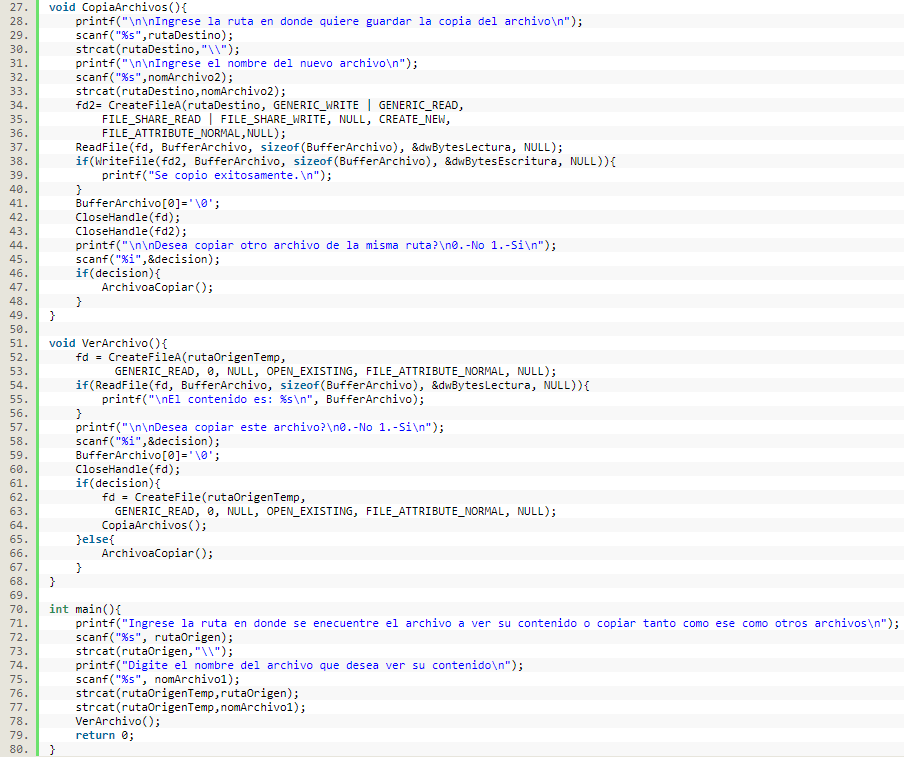 27. void CopiaArchivos(){
28.     printf("\n\nIngrese la ruta en donde quiere guardar la copia del archivo\n");
29.     scanf("%s",rutaDestino);
30.     strcat(rutaDestino,"\\");
31.     printf("\n\nIngrese el nombre del nuevo archivo\n");
32.     scanf("%s",nomArchivo2);
33.     strcat(rutaDestino,nomArchivo2);
34.     fd2= CreateFileA(rutaDestino, GENERIC_WRITE | GENERIC_READ,
35.         FILE_SHARE_READ | FILE_SHARE_WRITE, NULL, CREATE_NEW,
36.         FILE_ATTRIBUTE_NORMAL,NULL);
37.     ReadFile(fd, BufferArchivo, sizeof(BufferArchivo), &dwBytesLectura, NULL);
38.     if(WriteFile(fd2, BufferArchivo, sizeof(BufferArchivo), &dwBytesEscritura, NULL)){
39.         printf("Se copio exitosamente.\n");
40.     }
41.     BufferArchivo[0]='\0';
42.     CloseHandle(fd);
43.     CloseHandle(fd2);
44.     printf("\n\nDesea copiar otro archivo de la misma ruta?\n0.-No 1.-Si\n");
45.     scanf("%i",&decision);
46.     if(decision){
47.         ArchivoaCopiar();
48.     }
49. }
50.
51. void VerArchivo(){
52.     fd = CreateFileA(rutaOrigenTemp,
53.           GENERIC_READ, 0, NULL, OPEN_EXISTING, FILE_ATTRIBUTE_NORMAL, NULL);
54.     if(ReadFile(fd, BufferArchivo, sizeof(BufferArchivo), &dwBytesLectura, NULL)){
55.         printf("\nEl contenido es: %s\n", BufferArchivo);
56.     }
57.     printf("\n\nDesea copiar este archivo?\n0.-No 1.-Si\n");
58.     scanf("%i",&decision);
59.     BufferArchivo[0]='\0';
60.     CloseHandle(fd);
61.     if(decision){
62.         fd = CreateFile(rutaOrigenTemp,
63.           GENERIC_READ, 0, NULL, OPEN_EXISTING, FILE_ATTRIBUTE_NORMAL, NULL);
64.         CopiaArchivos();
65.     }else{
66.         ArchivoaCopiar();
67.     }
68. }
69.
70. int main(){
71.     printf("Ingrese la ruta en donde se enecuentre el archivo a ver su contenido o copiar tanto como ese como otros archivos\n");
72.     scanf("%s", rutaOrigen);
73.     strcat(rutaOrigen,"\\");
74.     printf("Digite el nombre del archivo que desea ver su contenido\n");
75.     scanf("%s", nomArchivo1);
76.     strcat(rutaOrigenTemp,rutaOrigen);
77.     strcat(rutaOrigenTemp,nomArchivo1);
78.     VerArchivo();
79.     return 0;
80. }